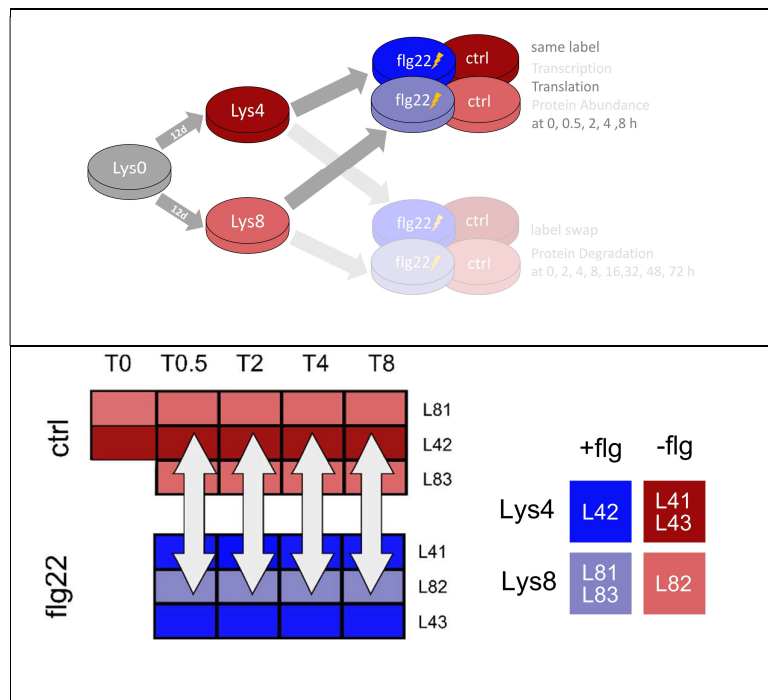 flg22 ctrl
same label
Transcription
Translation
Protein Abundance
at 0, 0.5, 2, 4 ,8 h
flg22 ctrl
Lys4
12d
Lys0
12d
Lys8
flg22 ctrl
flg22 ctrl
label swap
Protein Degradation
at 0, 2, 4, 8, 16,32, 48, 72 h
T0 T0.5 T2 T4 T8
ctrl
L81
L42
L83
flg22
L41
L82
L43
+flg -flg
Lys4
L42
L41
L43
Lys8
L81
L83
L82